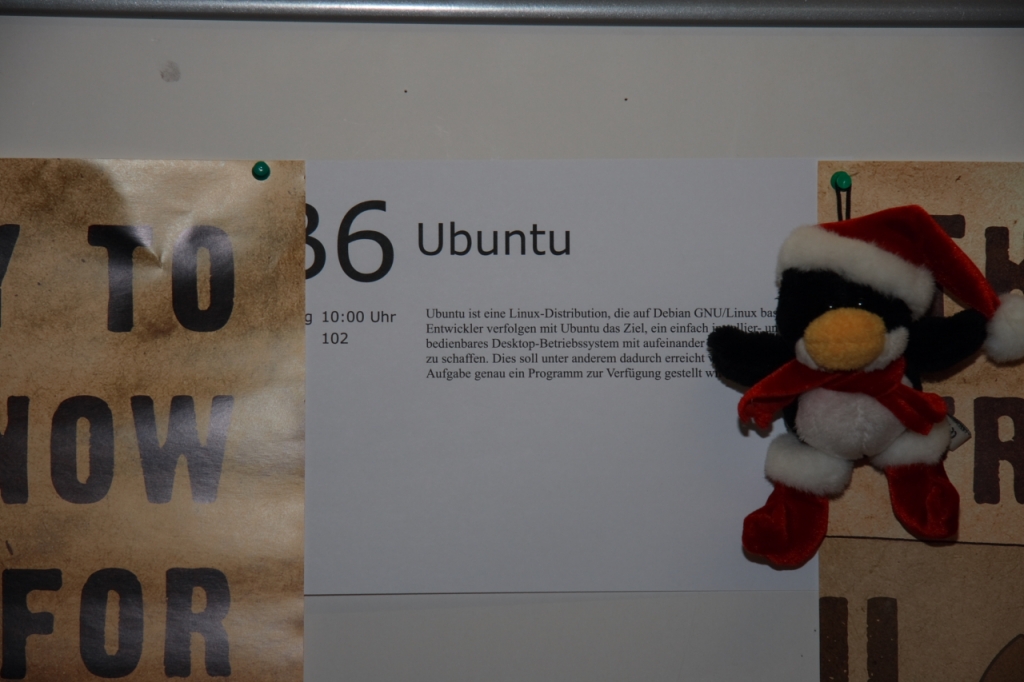 TO
FOR
36 Ubuntu
10:00 Uhr
102
Ubuntu ist eine Linux-Distribution, die auf Debian GNU/Linux
Entwickler verfolgen mit Ubuntu das Ziel, ein einfach
bedienbares Desktop-Betriebssystem mit aufeinander
zu schaffen. Dies soll unter anderem dadurch erreicht
Aufgabe genau ein Programm zur Verfügung gestellt